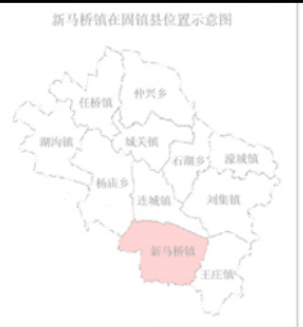 新马桥镇在固镇县位置示意图
仲兴乡
任桥镇
湖沟镇
城关镇
石湖乡
濠城镇
杨庙乡
连城镇
刘集镇
新马桥镇
王庄镇